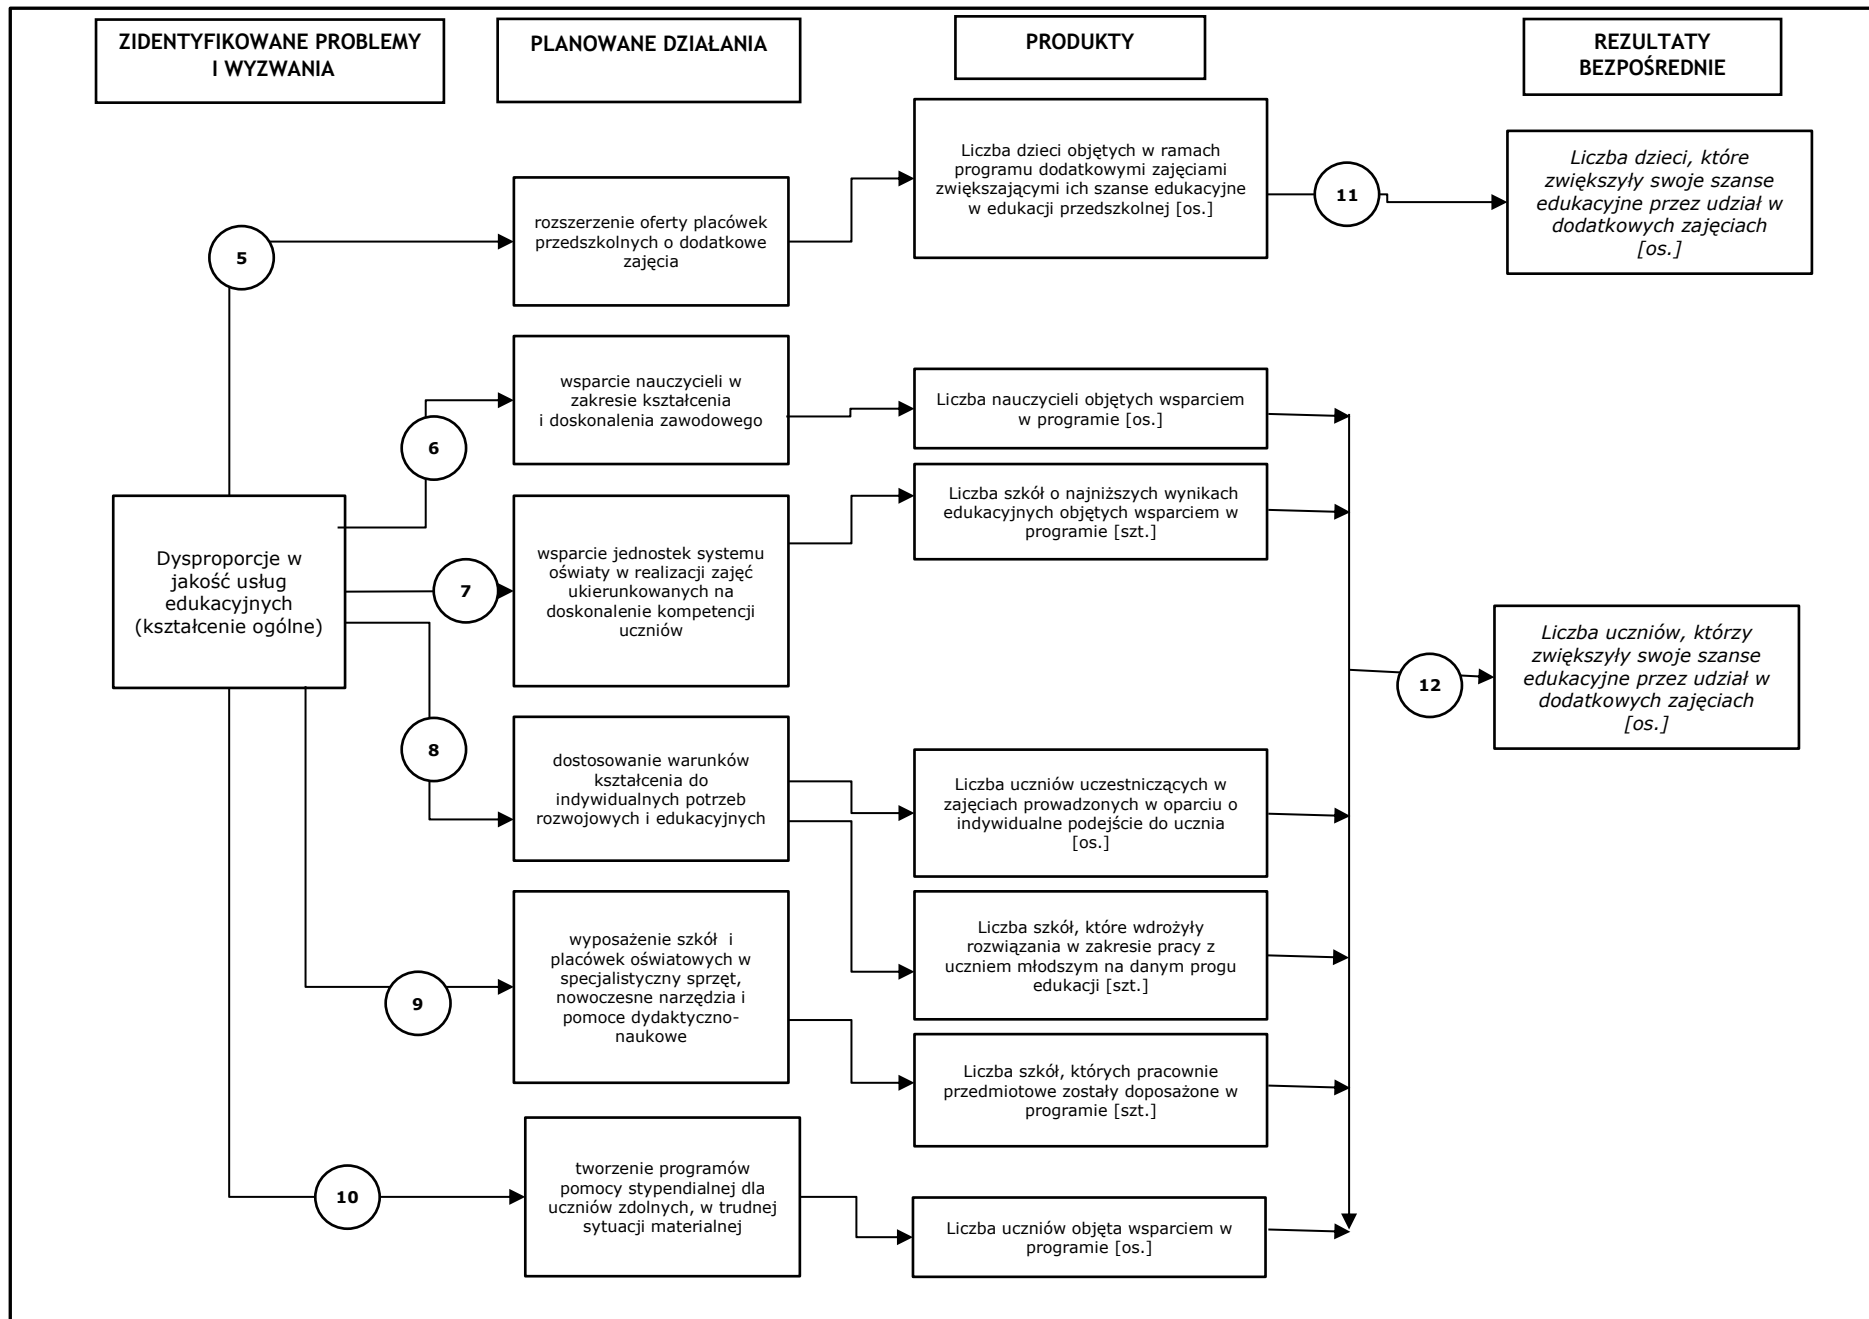 ZIDENTYFIKOWANE PROBLEMY
I WYZWANIA
PLANOWANE DZIAŁANIA
PRODUKTY
REZULTATY
BEZPOŚREDNIE
Dysproporcje w
jakość usług
edukacyjnych
(kształcenie ogólne)
5
rozszerzenie oferty placówek
przedszkolnych o dodatkowe
zajęcia
Liczba dzieci objętych w ramach
programu dodatkowymi zajęciami
zwiększającymi ich szanse edukacyjne
w edukacji przedszkolnej [os.]
11
Liczba dzieci, które
zwiększyły swoje szanse
edukacyjne przez udział w
dodatkowych zajęciach
[os.]
6
wsparcie nauczycieli w
zakresie kształcenia
i doskonalenia zawodowego
Liczba nauczycieli objętych wsparciem
w programie [os.]
7
wsparcie jednostek systemu
oświaty w realizacji zajęć
ukierunkowanych na
doskonalenie kompetencji
uczniów
Liczba szkół o najniższych wynikach
edukacyjnych objętych wsparciem w
programie [szt.]
12
Liczba uczniów, którzy
zwiększyły swoje szanse
edukacyjne przez udział w
dodatkowych zajęciach
[os.]
8
dostosowanie warunków
kształcenia do
indywidualnych potrzeb
rozwojowych i edukacyjnych
Liczba uczniów uczestniczących w
zajęciach prowadzonych w oparciu o
indywidualne podejście do ucznia
[os.]
Liczba szkół, które wdrożyły
rozwiązania w zakresie pracy z
uczniem młodszym na danym progu
edukacji [szt.]
9
wyposażenie szkół i
placówek oświatowych w
specjalistyczny sprzęt,
nowoczesne narzędzia i
pomoce dydaktyczno-
naukowe
Liczba szkół, których pracownie
przedmiotowe zostały doposażone w
programie [szt.]
10
tworzenie programów
pomocy stypendialnej dla
uczniów zdolnych, w trudnej
sytuacji materialnej
Liczba uczniów objęta wsparciem w
programie [os.]